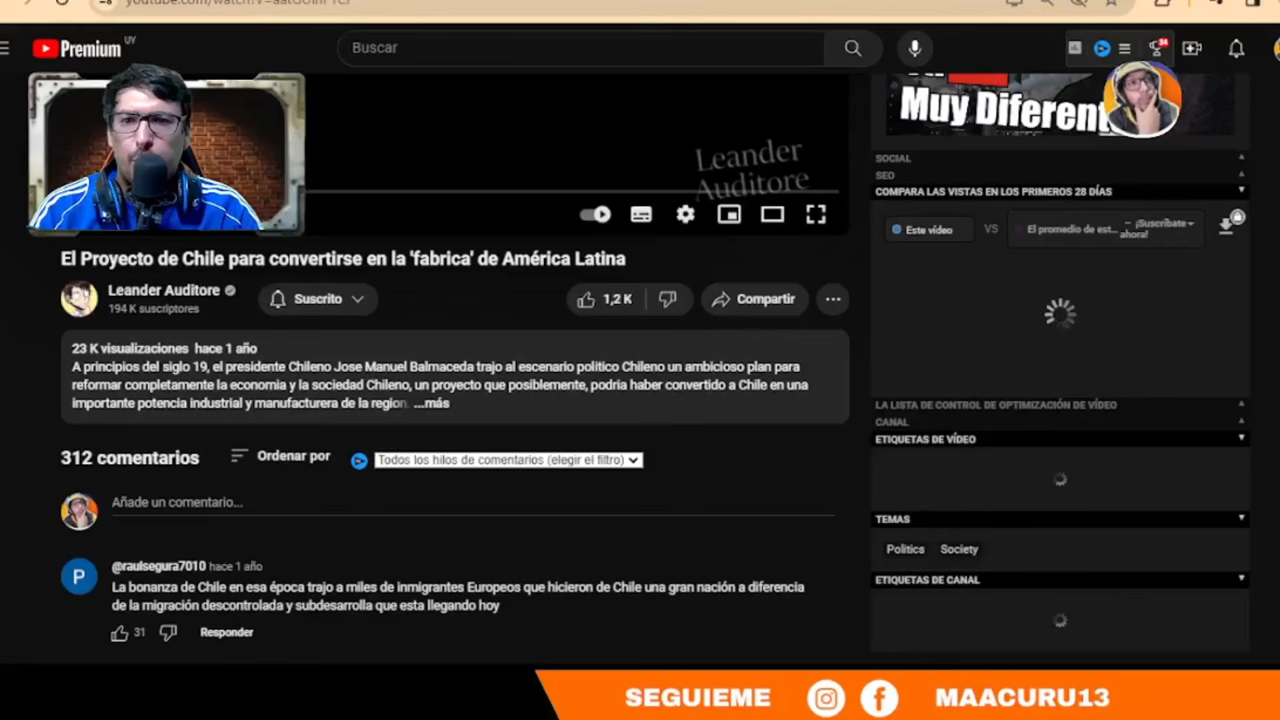 Premium UY
Buscar
Muy Diferent
Leander
Auditore
SOCIAL
SEO
COMPARA LAS VISTAS EN LOS PRIMEROS 28 DÍAS
Este vídeo VS El promedio de est... – ¡Suscríbate ahora!
El Proyecto de Chile para convertirse en la 'fabrica' de América Latina
Leander Auditore
194 K suscriptores
Suscrito
1,2 K
Compartir
23 K visualizaciones hace 1 año
A principios del siglo 19, el presidente Chileno Jose Manuel Balmaceda trajo al escenario politico Chileno un ambicioso plan para
reformar completamente la economia y la sociedad Chileno, un proyecto que posiblemente, podria haber convertido a Chile en una
importante potencia industrial y manufacturera de la region. ...más
LA LISTA DE CONTROL DE OPTIMIZACIÓN DE VÍDEO
CANAL
ETIQUETAS DE VÍDEO
312 comentarios
Ordenar por
Todos los hilos de comentarios (elegir el filtro)
Añade un comentario...
TEMAS
Politics Society
ETIQUETAS DE CANAL
P
@raulsegura7010 hace 1 año
La bonanza de Chile en esa época trajo a miles de inmigrantes Europeos que hicieron de Chile una gran nación a diferencia
de la migración descontrolada y subdesarrolla que esta llegando hoy
31 Responder
SEGUIEME MAACURU13